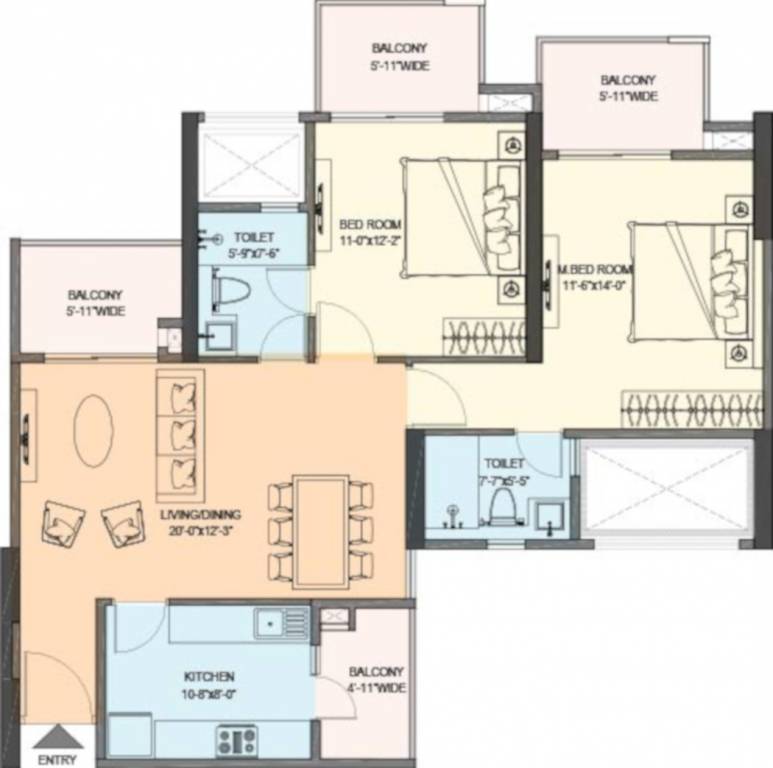 BALCONY
5'-11"WIDE
BALCONY
5'-11"WIDE
TOILET
5'-9"x7'-6"
BED ROOM
11'-0"x12'-2"
M.BED ROOM
11'-6"x14'-0"
BALCONY
5'-11"WIDE
TOILET
7'-7"x5'-5"
LIVING/DINING
20'-0"x12'-3"
KITCHEN
10'-8"x8'-0"
BALCONY
4'-11"WIDE
ENTRY